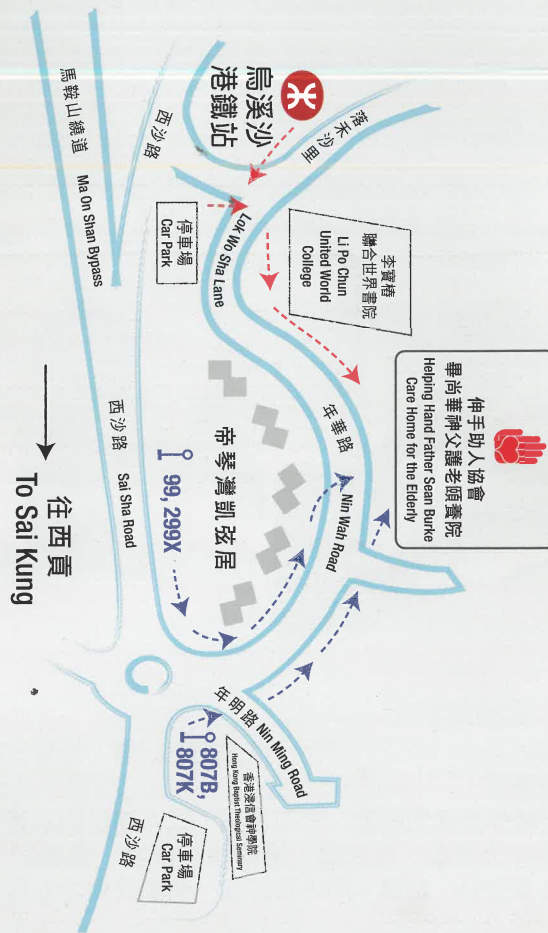 伸手助人協會
畢尚華神父護老頤養院
Helping Hand Father Sean Burke
Care Home for the Elderly
李寶椿
聯合世界書院
Li Po Chun
United World
College
落禾沙里
烏溪沙
港鐵站
Lok Wo Sha Lane
停車場
Car Park
西沙路
馬鞍山繞道 Ma On Shan Bypass
年華路 Nin Wah Road
帝琴灣凱弦居
99, 299X
西沙路 Sai Sha Road
往西貢
To Sai Kung
年明路 Nin Ming Road
807B,
807K
香港浸信會神學院
Hong Kong Baptist Theological Seminary
停車場
Car Park
西沙路